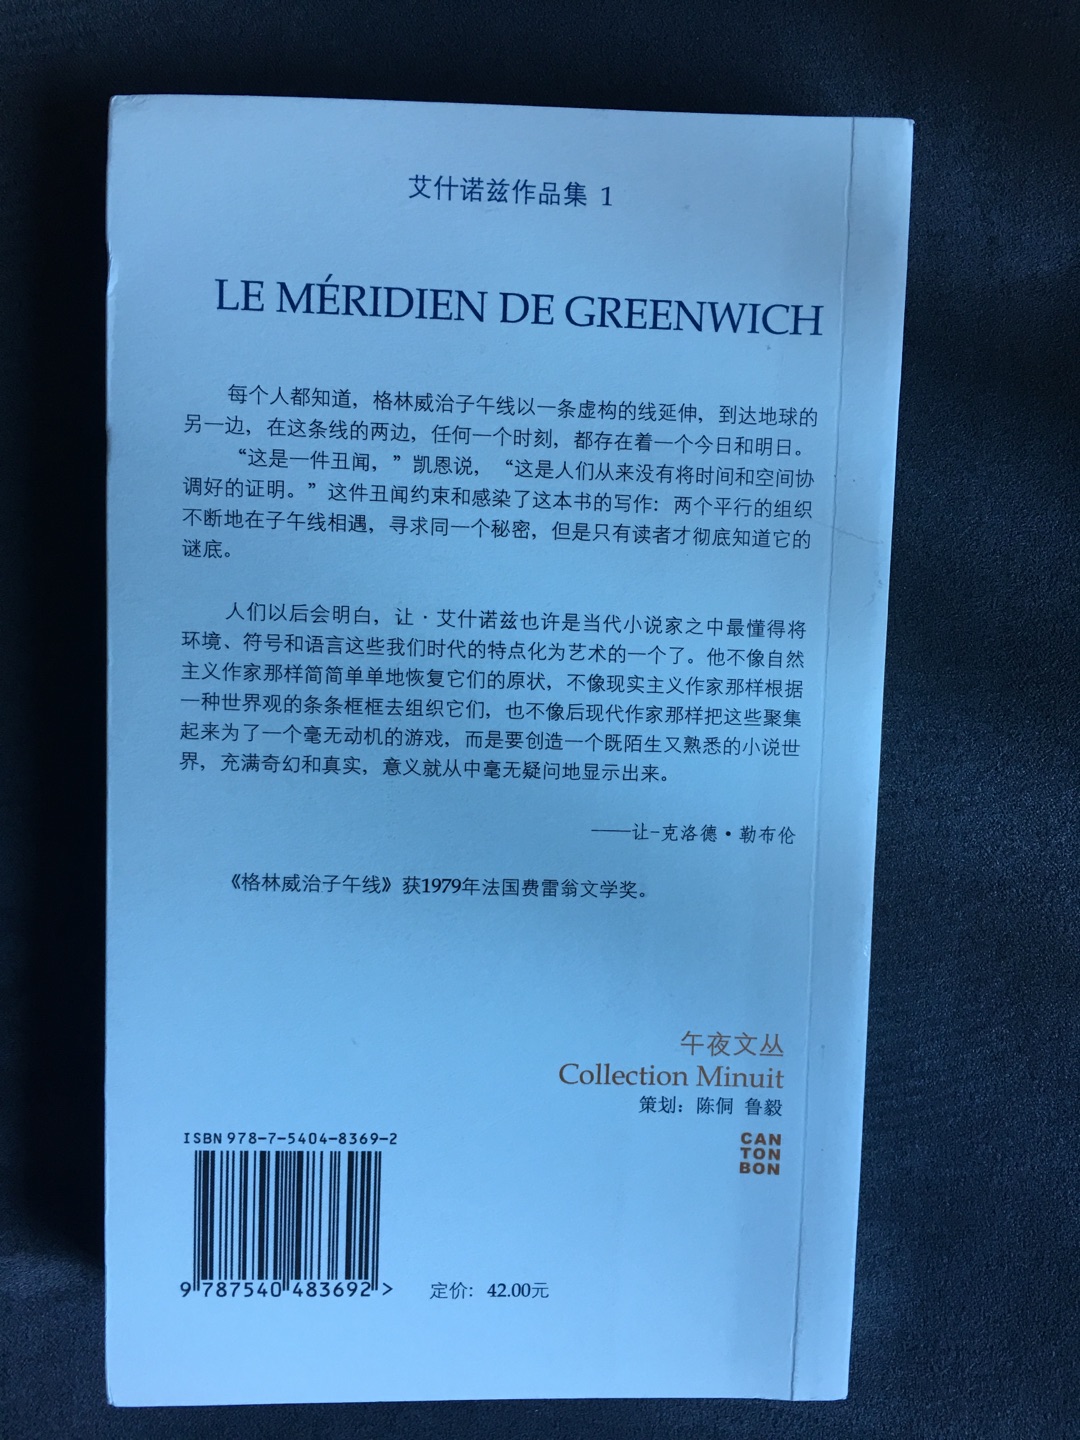 艾什诺兹作品集 1
LE MÉRIDIEN DE GREENWICH
每个人都知道，格林威治子午线以一条虚构的线延伸，到达地球的
另一边，在这条线的两边，任何一个时刻，都存在着一个今日和明日。
“这是一件丑闻，”凯恩说，“这是人们从来没有将时间和空间协
调好的证明。”这件丑闻约束和感染了这本书的写作：两个平行的组织
不断地在子午线相遇，寻求同一个秘密，但是只有读者才彻底知道它的
谜底。
人们以后会明白，让·艾什诺兹也许是当代小说家之中最懂得将
环境、符号和语言这些我们时代的特点化为艺术的一个了。他不像自然
主义作家那样简简单单地恢复它们的原状，不像现实主义作家那样根据
一种世界观的条条框框去组织它们，也不像后现代作家那样把这些聚集
起来为了一个毫无动机的游戏，而是要创造一个既陌生又熟悉的小说世
界，充满奇幻和真实，意义就从中毫无疑问地显示出来。
——让-克洛德·勒布伦
《格林威治子午线》获1979年法国费雷翁文学奖。
午夜文丛
Collection Minuit
策划：陈侗 鲁毅
CAN
TON
BON
ISBN 978-7-5404-8369-2
9 787540 483692 >
定价：42.00元